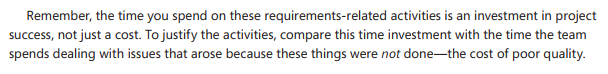 Remember, the time you spend on these requirements-related activities is an investment in project
success, not just a cost. To justify the activities, compare this time investment with the time the team
spends dealing with issues that arose because these things were not done—the cost of poor quality.